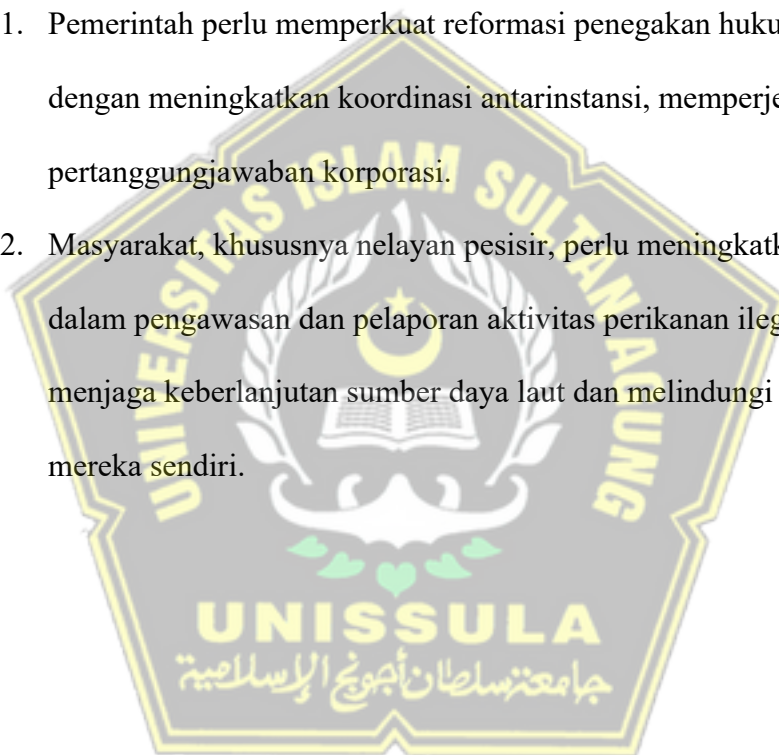 1. Pemerintah perlu memperkuat reformasi penegakan huku
dengan meningkatkan koordinasi antarinstansi, memperje
pertanggungjawaban korporasi.
2. Masyarakat, khususnya nelayan pesisir, perlu meningkatk
dalam pengawasan dan pelaporan aktivitas perikanan ileg
menjaga keberlanjutan sumber daya laut dan melindungi
mereka sendiri.
UNIVERSITAS ISLAM SULTAN AGUNG
UNISSULA
جامعة سلطان أجونج الإسلامية